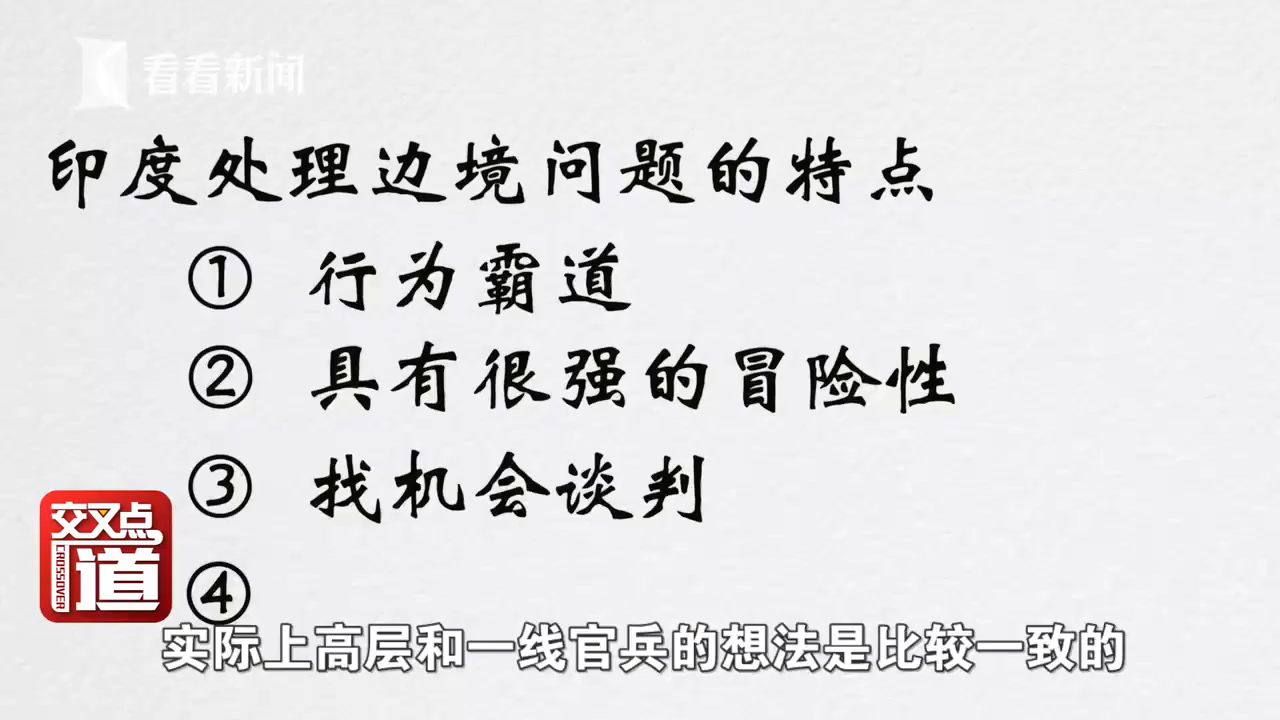 看看新闻
印度处理边境问题的特点
① 行为霸道
② 具有很强的冒险性
③ 找机会谈判
④
交叉点
道
CROSSOVER
实际上高层和一线官兵的想法是比较一致的